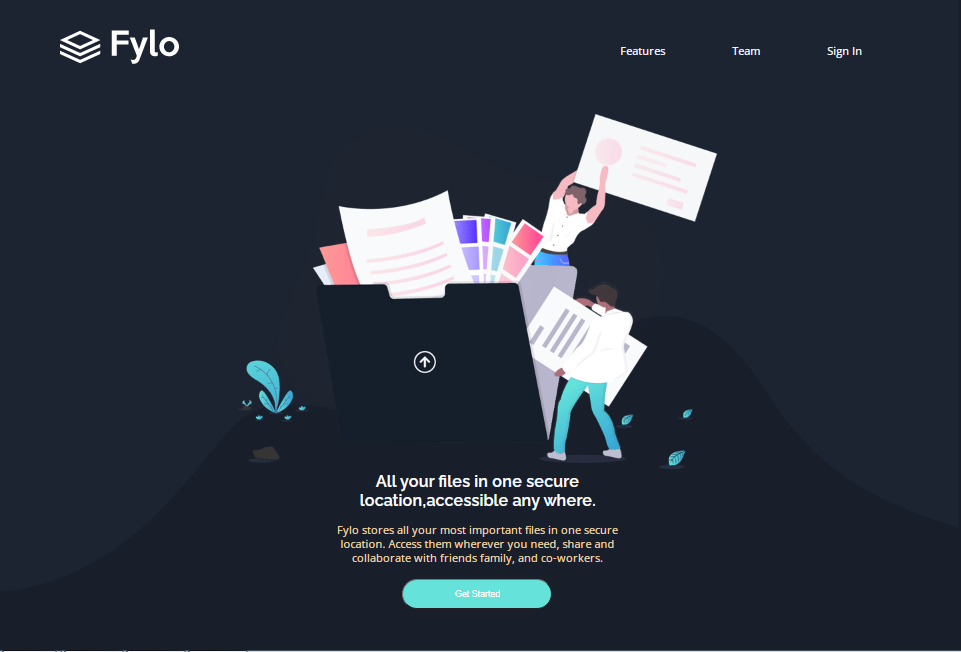 Fylo
Features
Team
Sign In
All your files in one secure
location,accessible any where.
Fylo stores all your most important files in one secure
location. Access them wherever you need, share and
collaborate with friends family, and co-workers.
Get Started